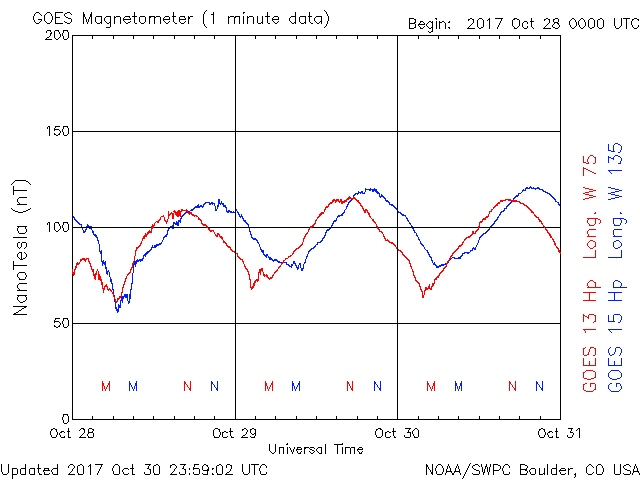 GOES Magnetometer (1 minute data)
Begin: 2017 Oct 28 0000 UTC
200
150
100
50
0
NanoTesla (nT)
M M N N M M N N M M N N
Oct 28 Oct 29 Oct 30 Oct 31
Universal Time
GOES 13 Hp Long. W 75
GOES 15 Hp Long. W 135
Updated 2017 Oct 30 23:59:02 UTC
NOAA/SWPC Boulder, CO USA